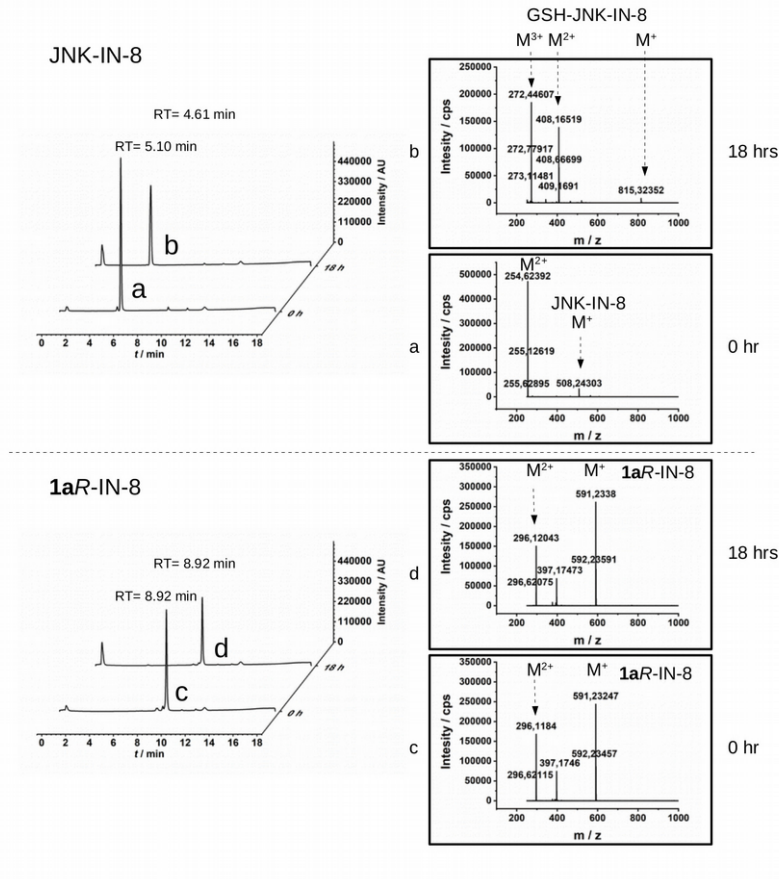 GSH-JNK-IN-8
M3+ M2+ M+
JNK-IN-8
RT= 4.61 min
RT= 5.10 min
440000
330000
220000
110000
0
Intensity / AU
b
a
18 h
0 h
0 2 4 6 8 10 12 14 16 18
t / min
b
250000
200000
150000
100000
50000
0
Intesity / cps
272,44607
408,16519
272,77917
408,66699
273,11481
409,1691
815,32352
200 400 600 800 1000
m / z
18 hrs
a
500000
400000
300000
200000
100000
0
Intesity / cps
M2+
254,62392
JNK-IN-8
M+
255,12619
255,62895
508,24303
200 400 600 800 1000
m / z
0 hr
1aR-IN-8
RT= 8.92 min
RT= 8.92 min
440000
330000
220000
110000
0
Intensity / AU
d
c
18 h
0 h
0 2 4 6 8 10 12 14 16 18
t / min
d
350000
300000
250000
200000
150000
100000
50000
0
Intesity / cps
M2+ M+ 1aR-IN-8
591,2338
296,12043
592,23591
397,17473
296,62075
200 400 600 800 1000
m / z
18 hrs
c
350000
300000
250000
200000
150000
100000
50000
0
Intesity / cps
M2+ M+ 1aR-IN-8
591,23247
296,1184
592,23457
397,1746
296,62115
200 400 600 800 1000
m / z
0 hr